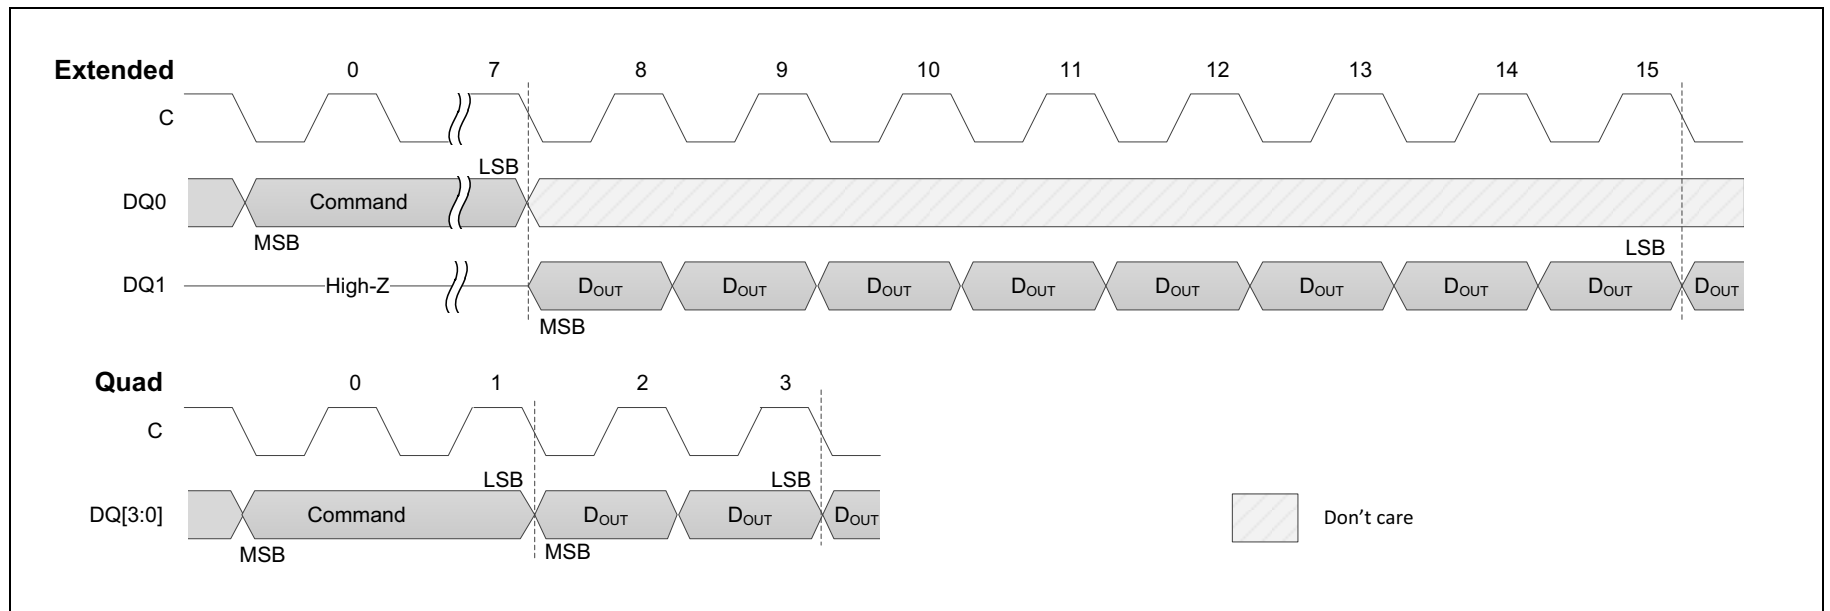 Extended 0 7 8 9 10 11 12 13 14 15
C
LSB
DQ0 Command
MSB LSB
DQ1 High-Z DOUT DOUT DOUT DOUT DOUT DOUT DOUT DOUT DOUT
MSB
Quad 0 1 2 3
C
LSB LSB
DQ[3:0] Command DOUT DOUT DOUT Don’t care
MSB MSB